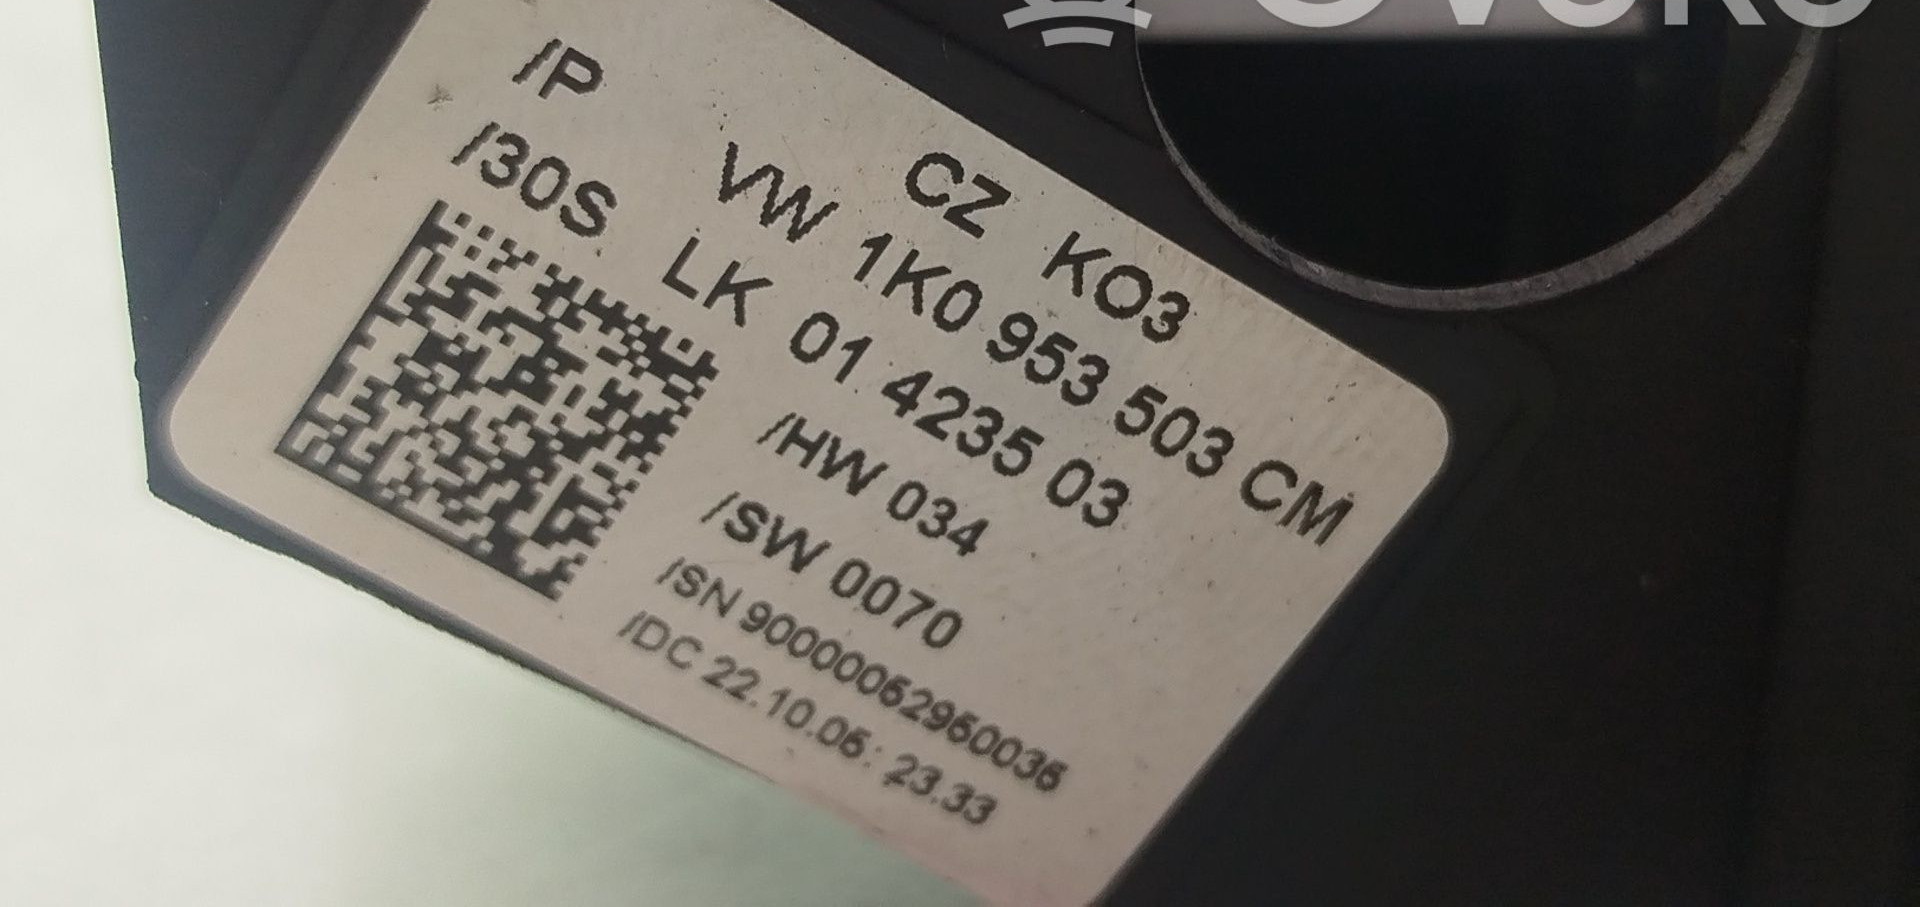 CZ KO3
/P VW 1K0 953 503 CM
/30S LK 01 4235 03
/HW 034
/SW 0070
/SN 90000062960036
/DC 22.10.06: 23.33